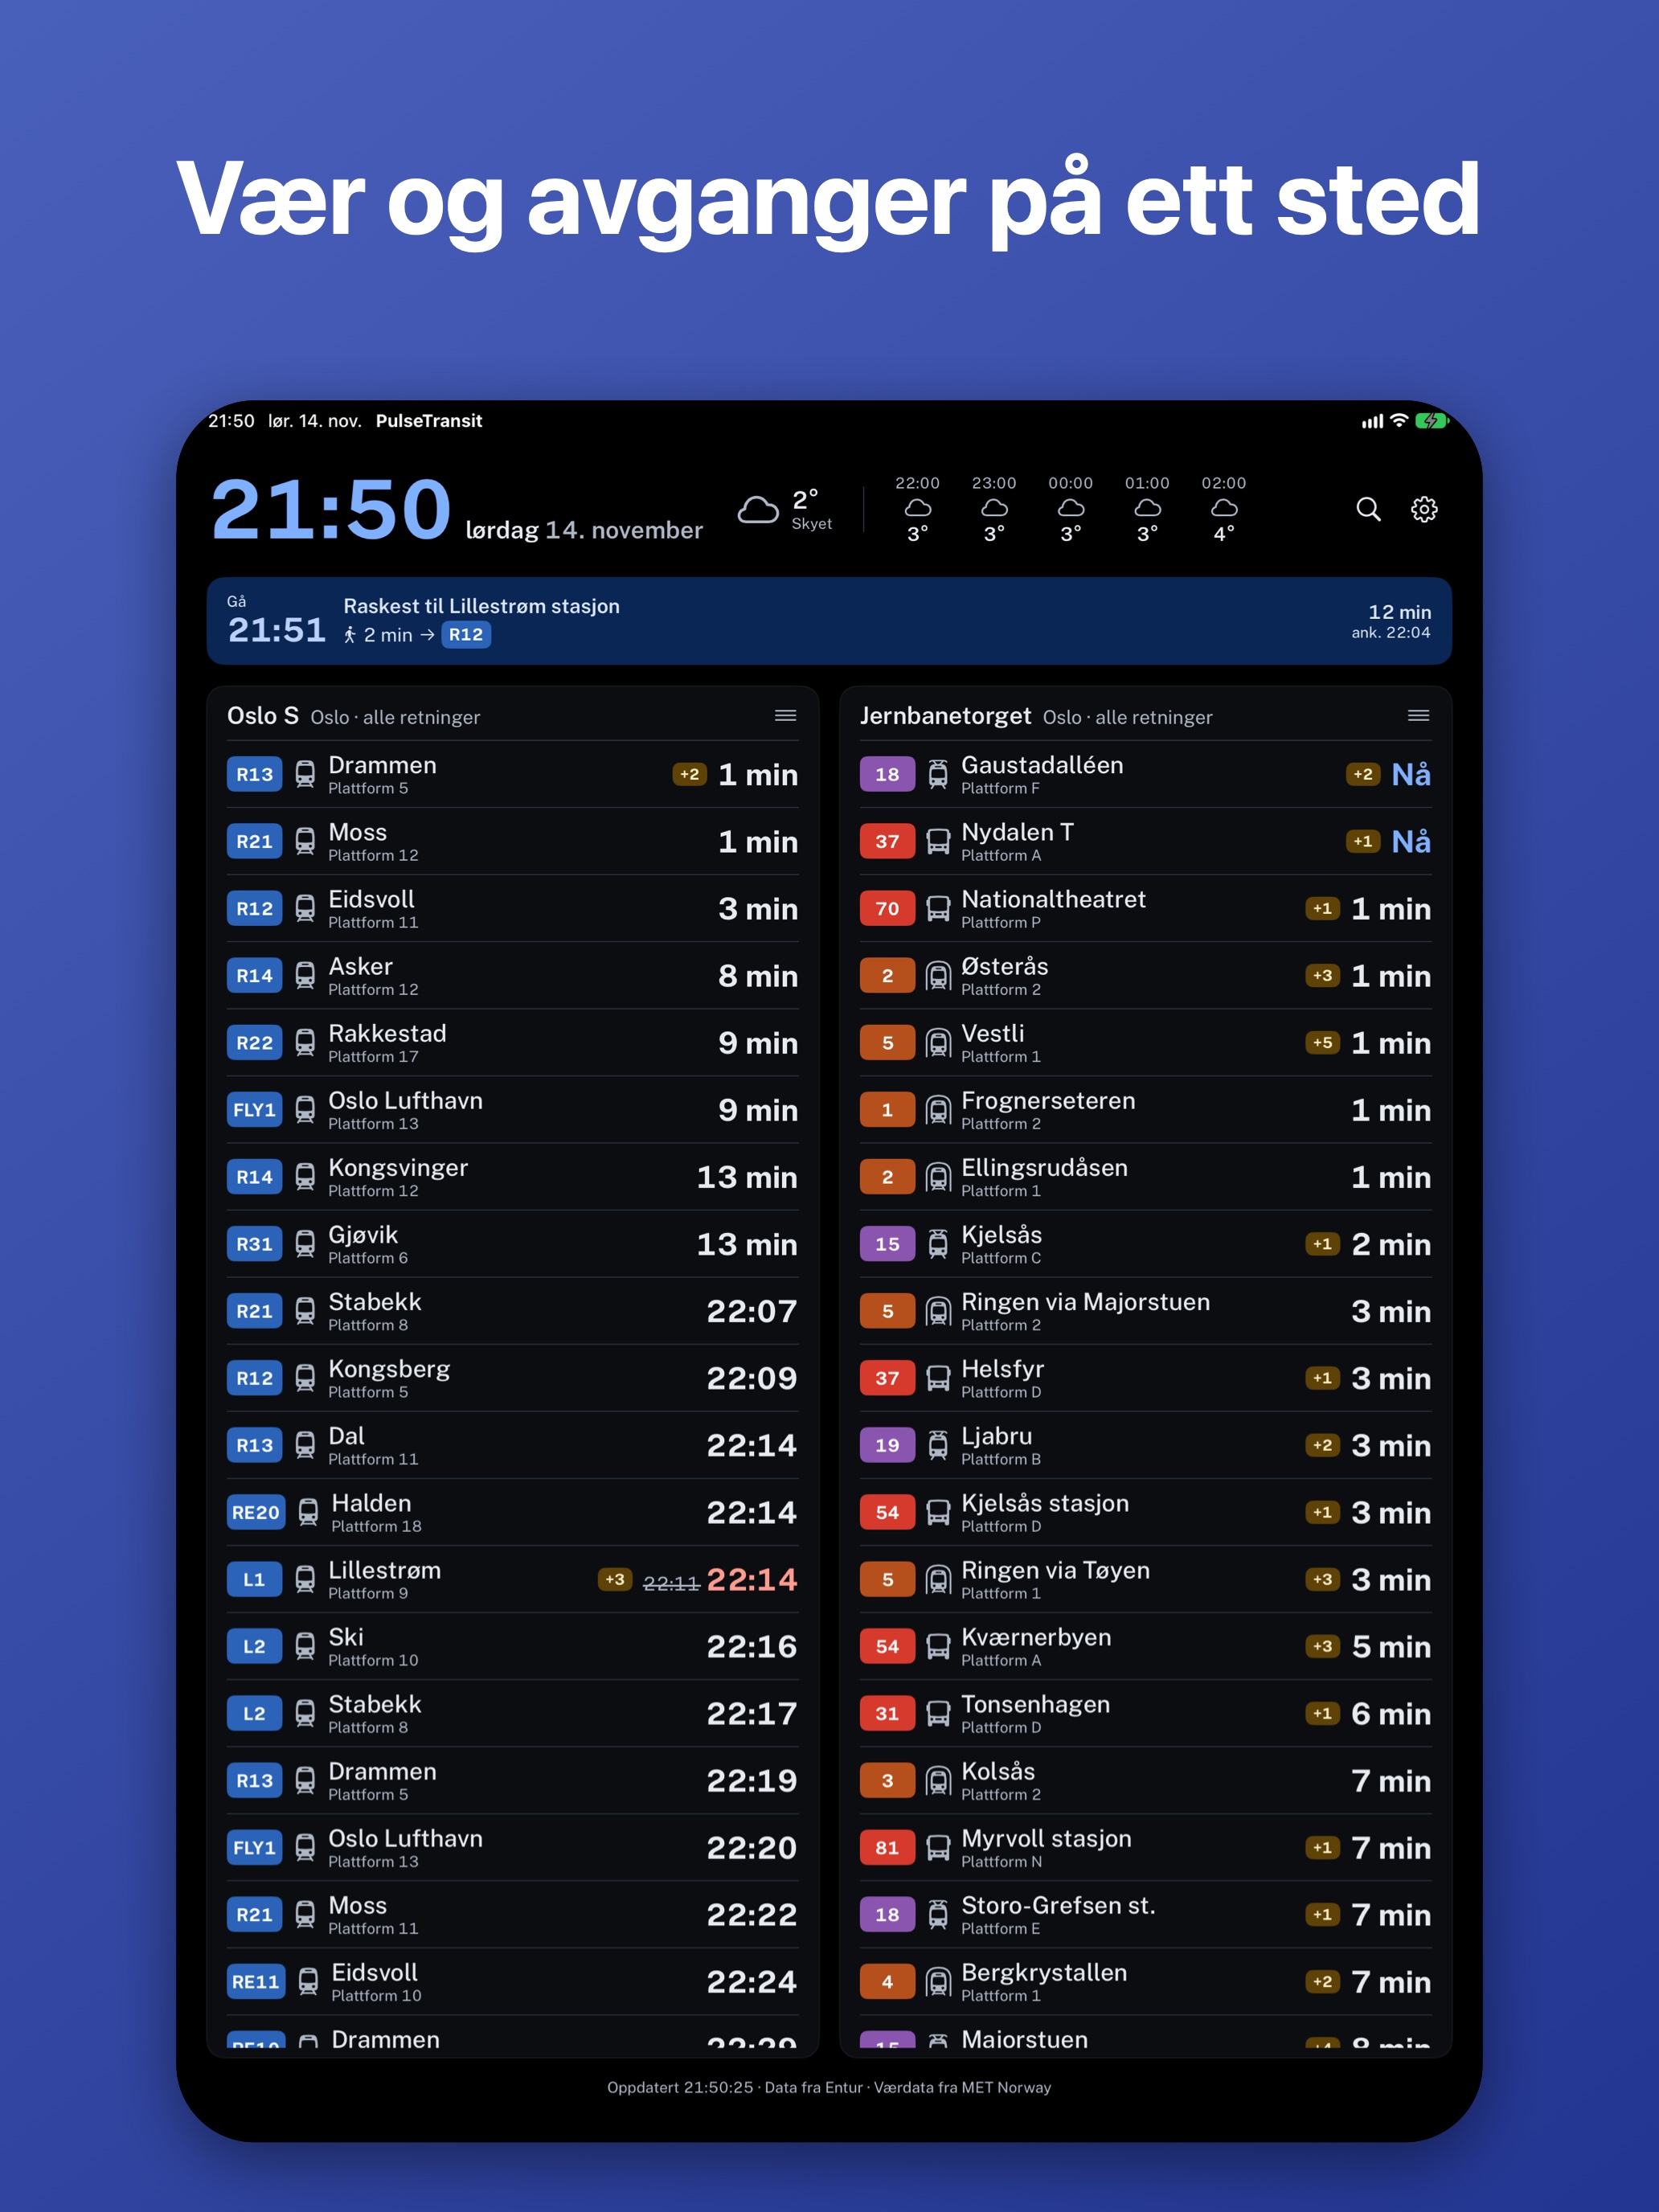 Vær og avganger på ett sted
21:50 lør. 14. nov. PulseTransit
21:50 lørdag 14. november
2°
Skyet
22:00 23:00 00:00 01:00 02:00
3° 3° 3° 3° 4°
Gå
21:51
Raskest til Lillestrøm stasjon
2 min → R12
12 min
ank. 22:04
Oslo S Oslo · alle retninger
R13 Drammen +2 1 min
Plattform 5
R21 Moss 1 min
Plattform 12
R12 Eidsvoll 3 min
Plattform 11
R14 Asker 8 min
Plattform 12
R22 Rakkestad 9 min
Plattform 17
FLY1 Oslo Lufthavn 9 min
Plattform 13
R14 Kongsvinger 13 min
Plattform 12
R31 Gjøvik 13 min
Plattform 6
R21 Stabekk 22:07
Plattform 8
R12 Kongsberg 22:09
Plattform 5
R13 Dal 22:14
Plattform 11
RE20 Halden 22:14
Plattform 18
L1 Lillestrøm +3 22:11 22:14
Plattform 9
L2 Ski 22:16
Plattform 10
L2 Stabekk 22:17
Plattform 8
R13 Drammen 22:19
Plattform 5
FLY1 Oslo Lufthavn 22:20
Plattform 13
R21 Moss 22:22
Plattform 11
RE11 Eidsvoll 22:24
Plattform 10
Drammen
Jernbanetorget Oslo · alle retninger
18 Gaustadalléen +2 Nå
Plattform F
37 Nydalen T +1 Nå
Plattform A
70 Nationaltheatret +1 1 min
Plattform P
2 Østerås +3 1 min
Plattform 2
5 Vestli +5 1 min
Plattform 1
1 Frognerseteren 1 min
Plattform 2
2 Ellingsrudåsen 1 min
Plattform 1
15 Kjelsås +1 2 min
Plattform C
5 Ringen via Majorstuen 3 min
Plattform 2
37 Helsfyr +1 3 min
Plattform D
19 Ljabru +2 3 min
Plattform B
54 Kjelsås stasjon +1 3 min
Plattform D
5 Ringen via Tøyen +3 3 min
Plattform 1
54 Kværnerbyen +3 5 min
Plattform A
31 Tonsenhagen +1 6 min
Plattform D
3 Kolsås 7 min
Plattform 2
81 Myrvoll stasjon +1 7 min
Plattform N
18 Storo-Grefsen st. +1 7 min
Plattform E
4 Bergkrystallen +2 7 min
Plattform 1
Majorstuen
Oppdatert 21:50:25 · Data fra Entur · Værdata fra MET Norway